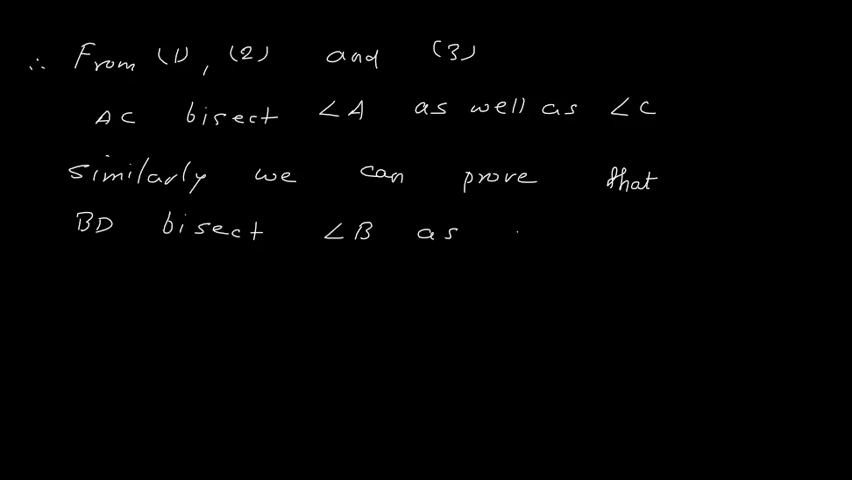 ∴ From (1), (2) and (3)
AC bisect ∠A as well as ∠C
similarly we can prove that
BD bisect ∠B as